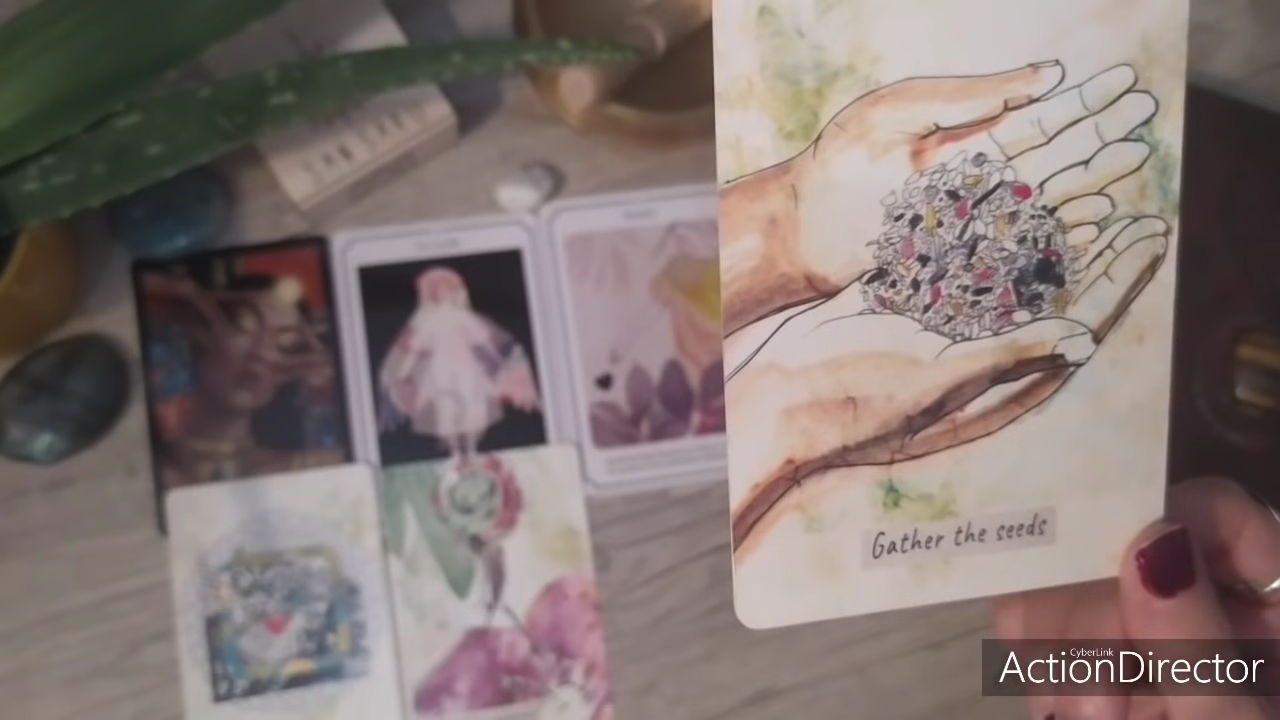 Gather the seeds
CyberLink
ActionDirector